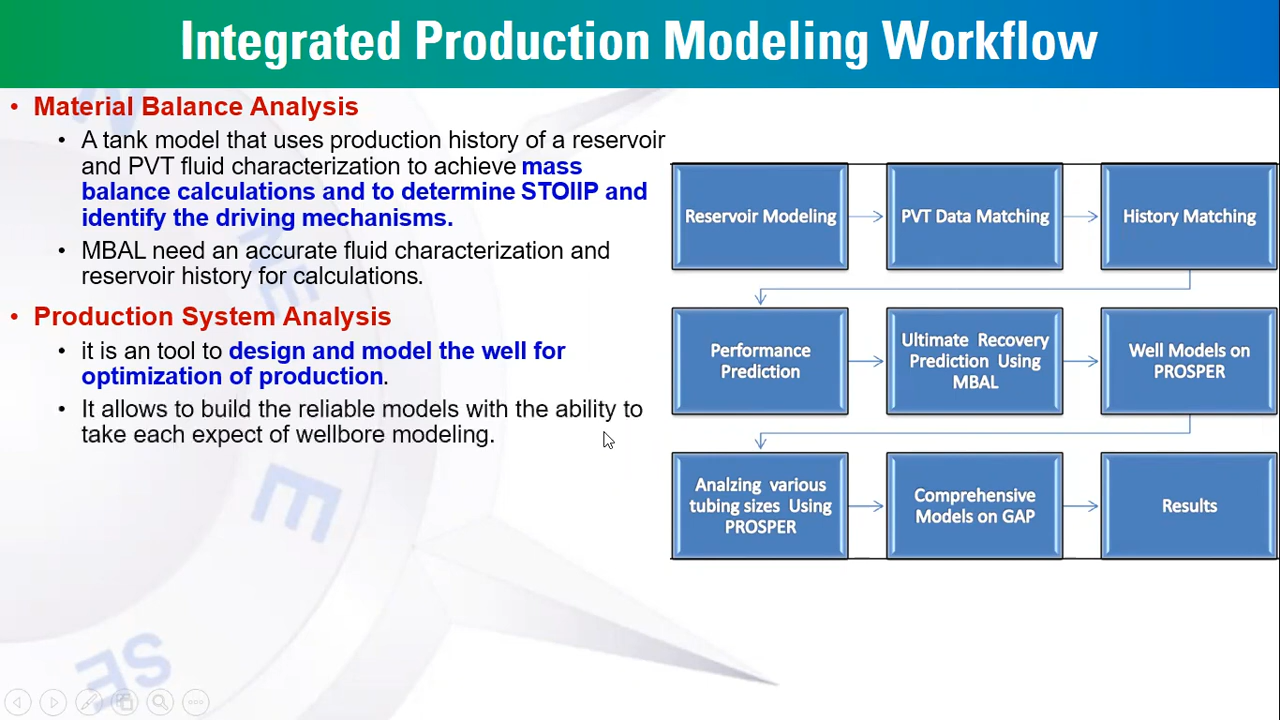 Integrated Production Modeling Workflow
• Material Balance Analysis
• A tank model that uses production history of a reservoir
and PVT fluid characterization to achieve mass
balance calculations and to determine STOIIP and
identify the driving mechanisms.
• MBAL need an accurate fluid characterization and
reservoir history for calculations.
• Production System Analysis
• it is an tool to design and model the well for
optimization of production.
• It allows to build the reliable models with the ability to
take each expect of wellbore modeling.
Reservoir Modeling
PVT Data Matching
History Matching
Performance
Prediction
Ultimate Recovery
Prediction Using
MBAL
Well Models on
PROSPER
Analzing various
tubing sizes Using
PROSPER
Comprehensive
Models on GAP
Results
E
SE